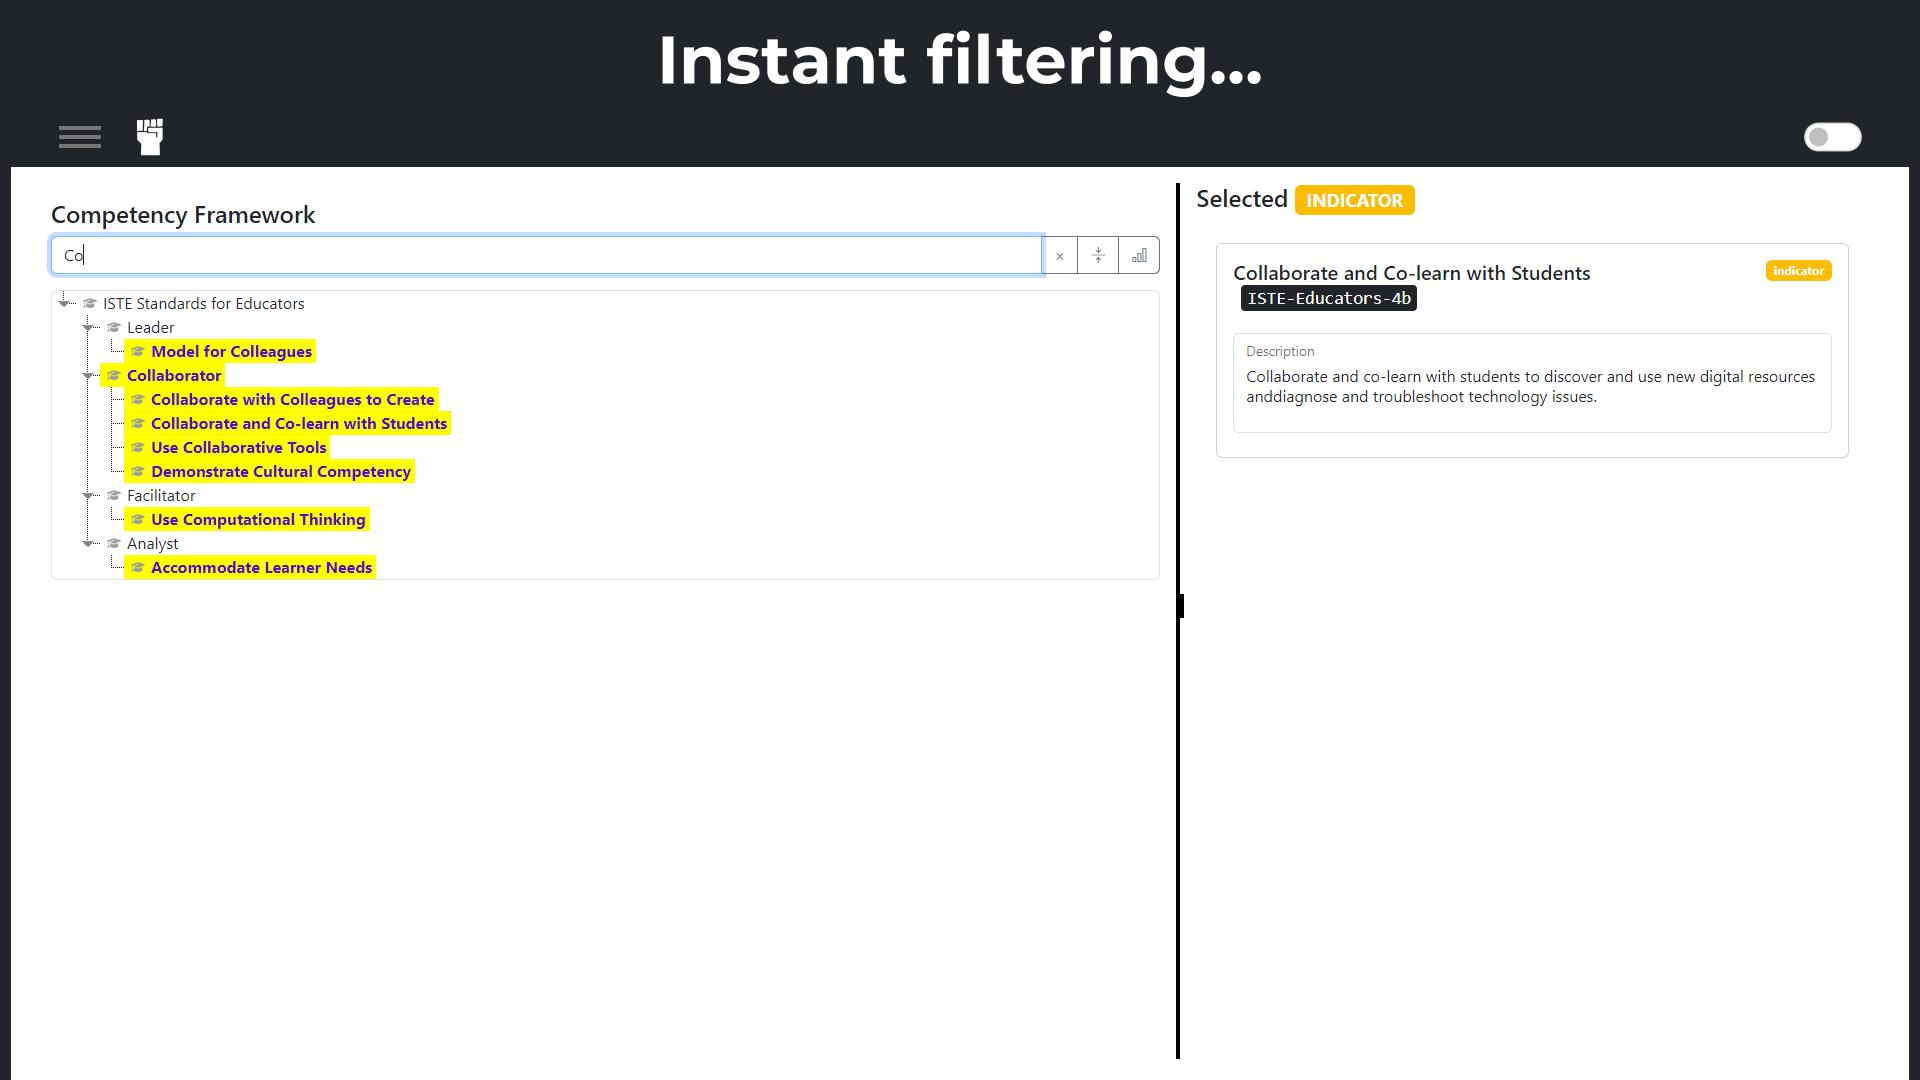 Instant filtering...
Competency Framework
Co
ISTE Standards for Educators
Leader
Model for Colleagues
Collaborator
Collaborate with Colleagues to Create
Collaborate and Co-learn with Students
Use Collaborative Tools
Demonstrate Cultural Competency
Facilitator
Use Computational Thinking
Analyst
Accommodate Learner Needs
Selected INDICATOR
Collaborate and Co-learn with Students indicator
ISTE-Educators-4b
Description
Collaborate and co-learn with students to discover and use new digital resources
anddiagnose and troubleshoot technology issues.